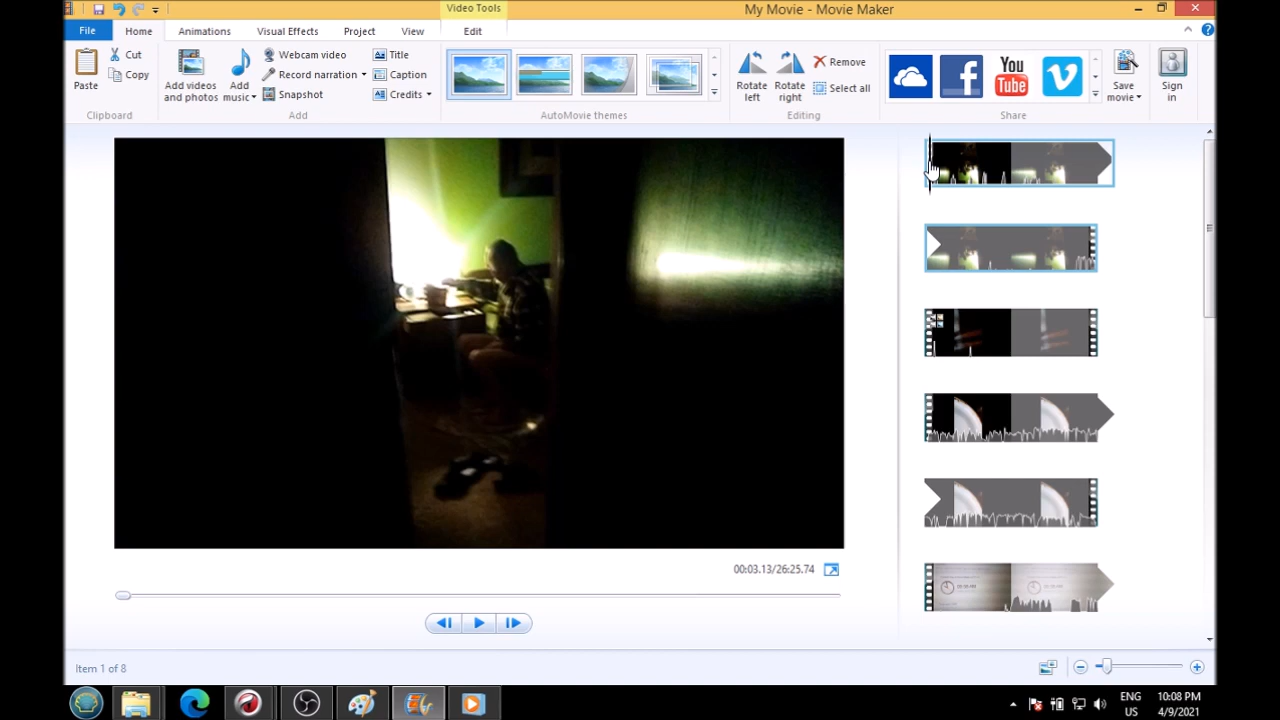 My Movie - Movie Maker
Video Tools
File
Home
Animations
Visual Effects
Project
View
Edit
Paste
Cut
Copy
Clipboard
Add videos
and photos
Add
music
Webcam video
Record narration
Snapshot
Title
Caption
Credits
Add
AutoMovie themes
Rotate
left
Rotate
right
Remove
Select all
Editing
You
Tube
Share
Save
movie
Sign
in
00:03.13/26:25.74
Item 1 of 8
ENG
US
10:08 PM
4/9/2021